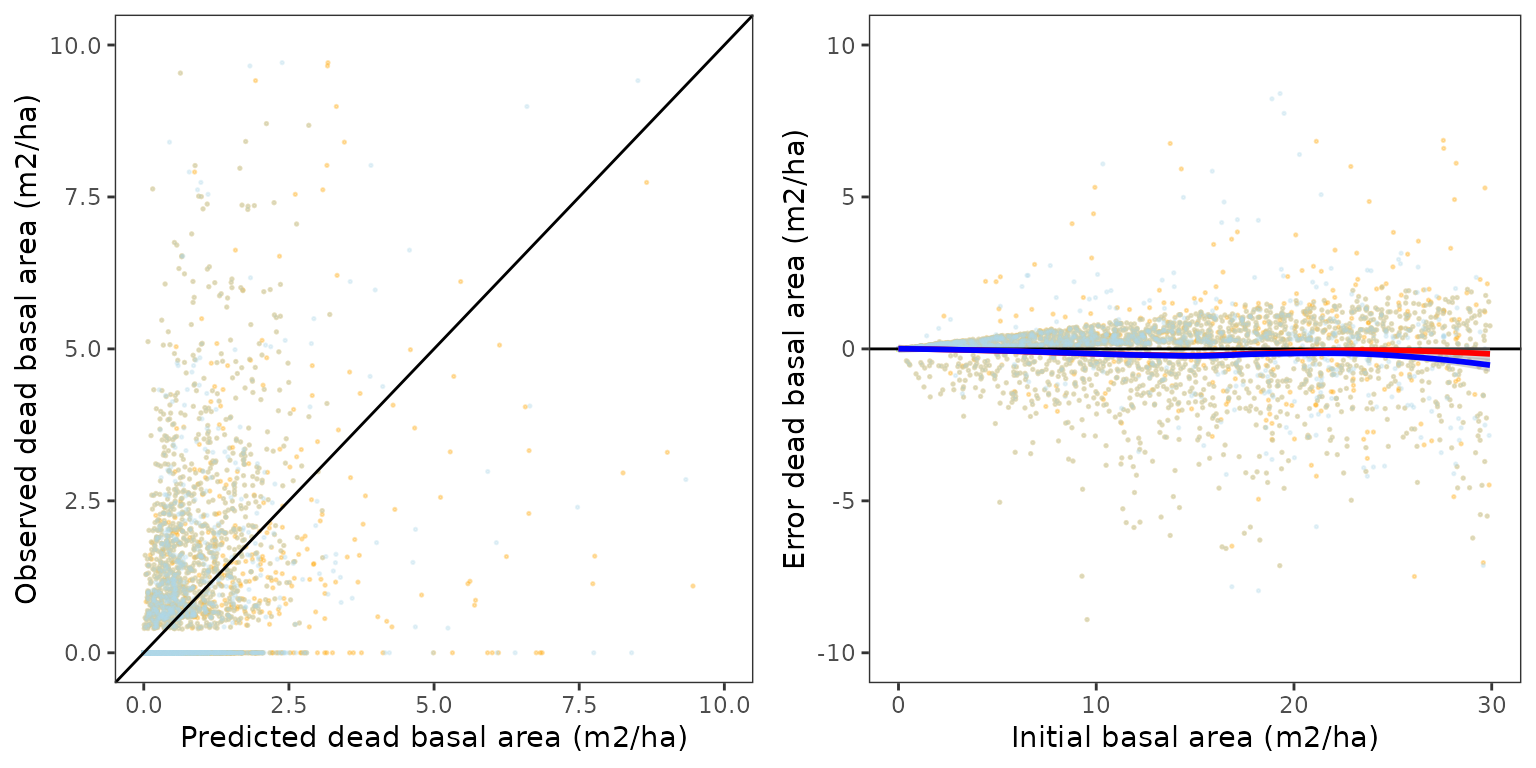 Observed dead basal area (m2/ha)
10.0
7.5
5.0
2.5
0.0
0.0 2.5 5.0 7.5 10.0
Predicted dead basal area (m2/ha)
Error dead basal area (m2/ha)
10
5
0
-5
-10
0 10 20 30
Initial basal area (m2/ha)